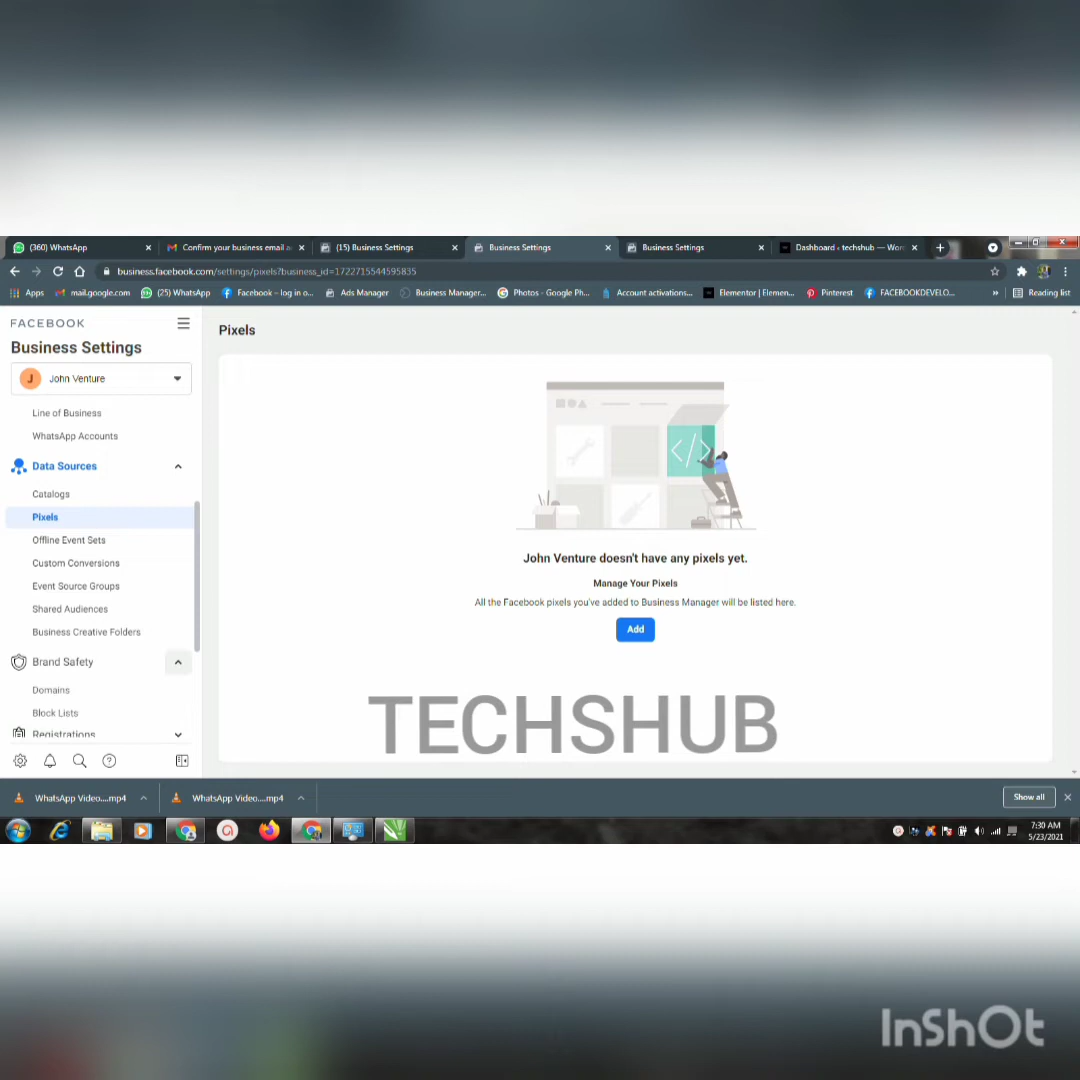 (360) WhatsApp
Confirm your business email a
(15) Business Settings
Business Settings
Business Settings
Dashboard ‹ techshub — Wor
business.facebook.com/settings/pixels?business_id=1722715544595835
Apps
mail.google.com
(25) WhatsApp
Facebook – log in o...
Ads Manager
Business Manager...
Photos - Google Ph...
Account activations...
Elementor | Elemen...
Pinterest
FACEBOOKDEVELO...
»
Reading list
FACEBOOK
Business Settings
J John Venture
Line of Business
WhatsApp Accounts
Data Sources
Catalogs
Pixels
Offline Event Sets
Custom Conversions
Event Source Groups
Shared Audiences
Business Creative Folders
Brand Safety
Domains
Block Lists
Registrations
Pixels
</>
John Venture doesn't have any pixels yet.
Manage Your Pixels
All the Facebook pixels you've added to Business Manager will be listed here.
Add
TECHSHUB
WhatsApp Video....mp4
WhatsApp Video....mp4
Show all
7:30 AM
5/23/2021
InShOt